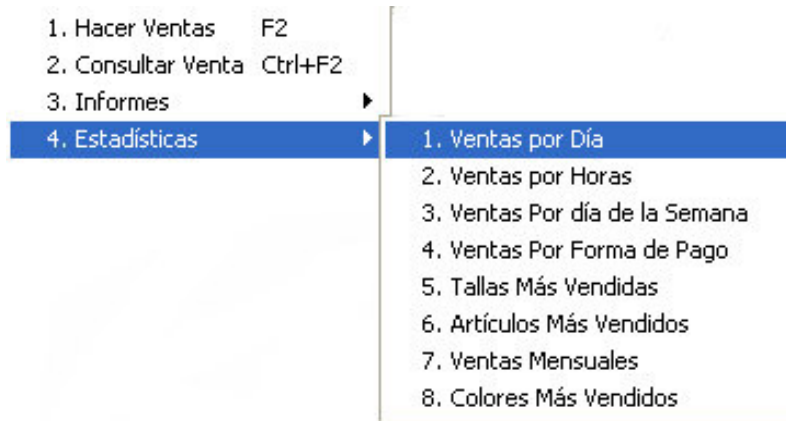 1. Hacer Ventas F2
2. Consultar Venta Ctrl+F2
3. Informes
4. Estadísticas
1. Ventas por Día
2. Ventas por Horas
3. Ventas Por día de la Semana
4. Ventas Por Forma de Pago
5. Tallas Más Vendidas
6. Artículos Más Vendidos
7. Ventas Mensuales
8. Colores Más Vendidos